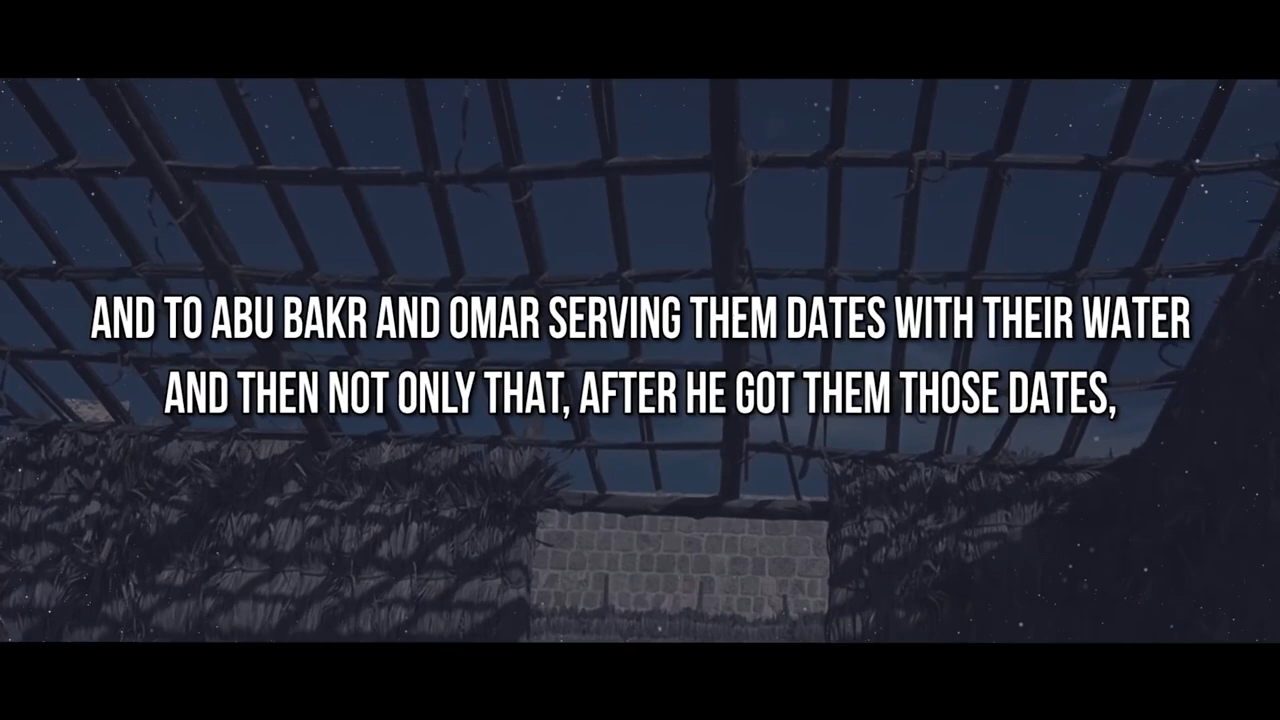 AND TO ABU BAKR AND OMAR SERVING THEM DATES WITH THEIR WATER
AND THEN NOT ONLY THAT, AFTER HE GOT THEM THOSE DATES,